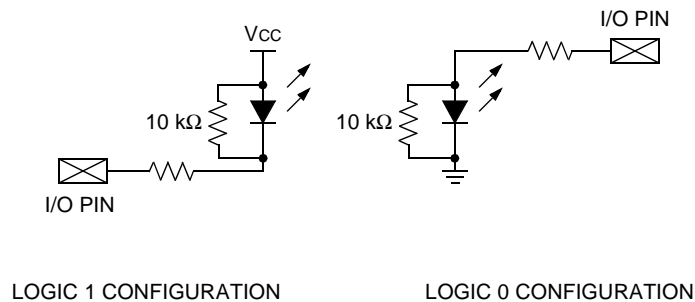 VCC
I/O PIN
10 kΩ
10 kΩ
I/O PIN
LOGIC 1 CONFIGURATION
LOGIC 0 CONFIGURATION